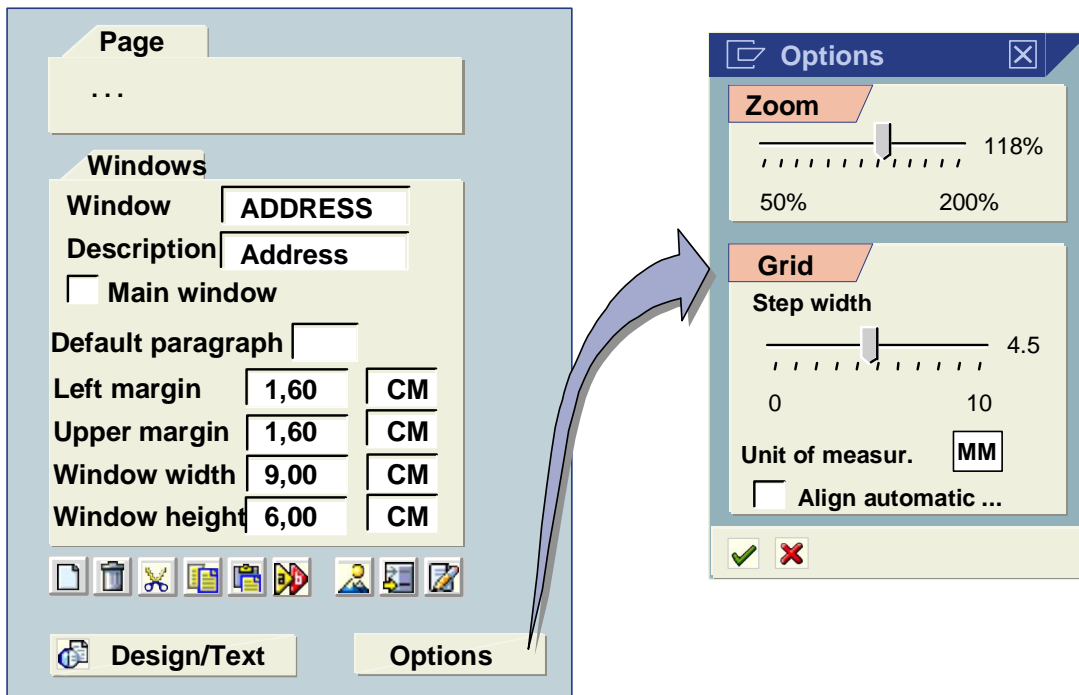 Page
...
Windows
Window ADDRESS
Description Address
Main window
Default paragraph
Left margin 1,60 CM
Upper margin 1,60 CM
Window width 9,00 CM
Window height 6,00 CM
Design/Text Options
Options
Zoom
118%
50% 200%
Grid
Step width
4.5
0 10
Unit of measur. MM
Align automatic ...